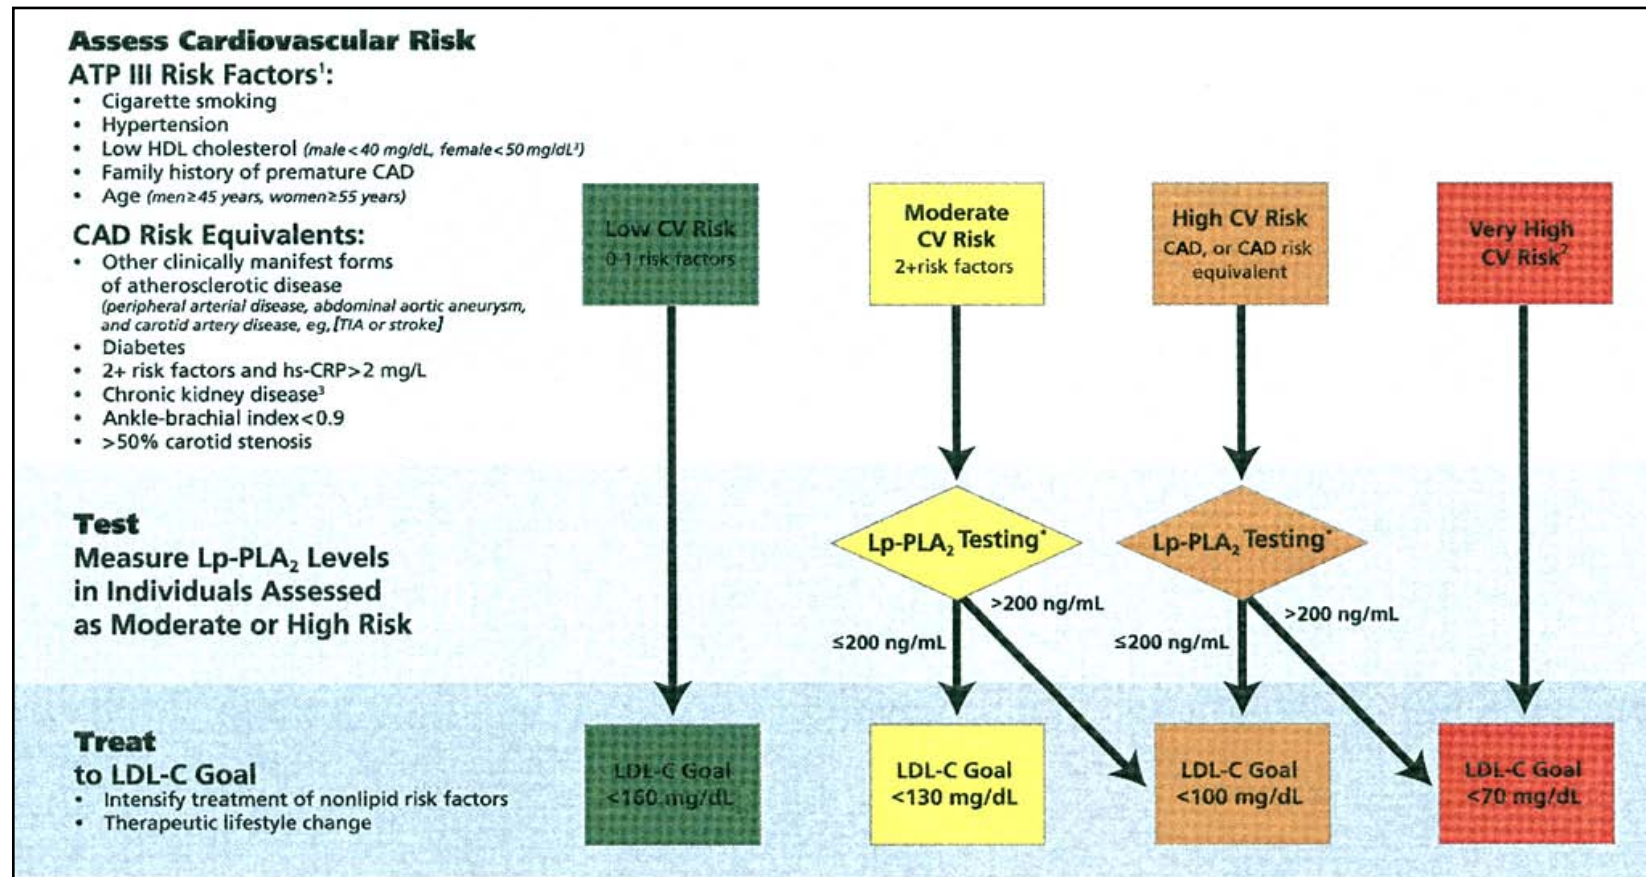 Assess Cardiovascular Risk
ATP III Risk Factors¹:
• Cigarette smoking
• Hypertension
• Low HDL cholesterol (male<40 mg/dL, female<50 mg/dL³)
• Family history of premature CAD
• Age (men≥45 years, women≥55 years)
CAD Risk Equivalents:
• Other clinically manifest forms
of atherosclerotic disease
(peripheral arterial disease, abdominal aortic aneurysm,
and carotid artery disease, eg, [TIA or stroke]
• Diabetes
• 2+ risk factors and hs-CRP>2 mg/L
• Chronic kidney disease³
• Ankle-brachial index<0.9
• >50% carotid stenosis
Low CV Risk
0-1 risk factors
Moderate
CV Risk
2+risk factors
High CV Risk
CAD, or CAD risk
equivalent
Very High
CV Risk²
Test
Measure Lp-PLA₂ Levels
in Individuals Assessed
as Moderate or High Risk
Lp-PLA₂ Testing*
Lp-PLA₂ Testing*
>200 ng/mL
≤200 ng/mL
>200 ng/mL
≤200 ng/mL
Treat
to LDL-C Goal
• Intensify treatment of nonlipid risk factors
• Therapeutic lifestyle change
LDL-C Goal
<160 mg/dL
LDL-C Goal
<130 mg/dL
LDL-C Goal
<100 mg/dL
LDL-C Goal
<70 mg/dL